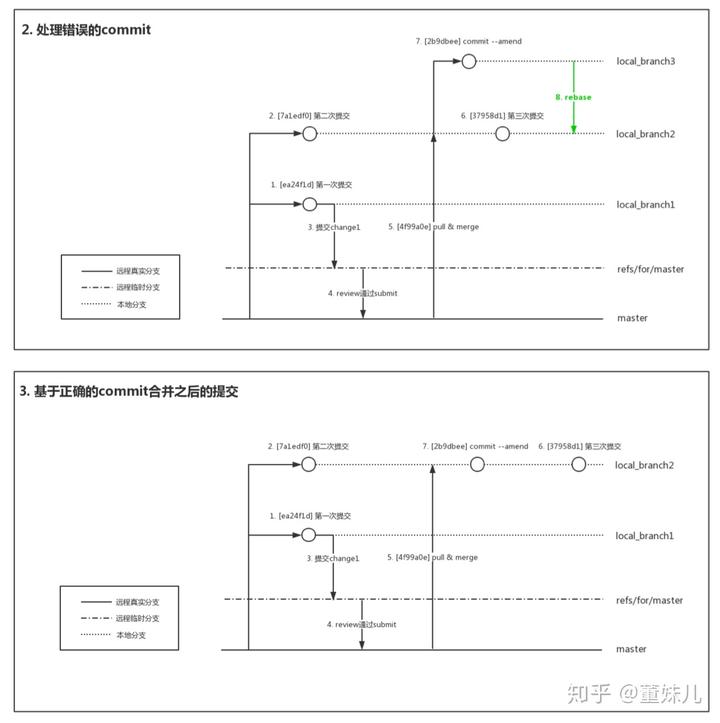 2. 处理错误的commit
7. [2b9dbee] commit --amend
local_branch3
8. rebase
2. [7a1edf0] 第二次提交
6. [37958d1] 第三次提交
local_branch2
1. [ea24f1d] 第一次提交
local_branch1
3. 提交change1
5. [4f99a0e] pull & merge
refs/for/master
4. review通过submit
master
远程真实分支
远程临时分支
本地分支
3. 基于正确的commit合并之后的提交
2. [7a1edf0] 第二次提交
7. [2b9dbee] commit --amend
6. [37958d1] 第三次提交
local_branch2
1. [ea24f1d] 第一次提交
local_branch1
3. 提交change1
5. [4f99a0e] pull & merge
refs/for/master
4. review通过submit
master
远程真实分支
远程临时分支
本地分支
知乎 @董妹儿